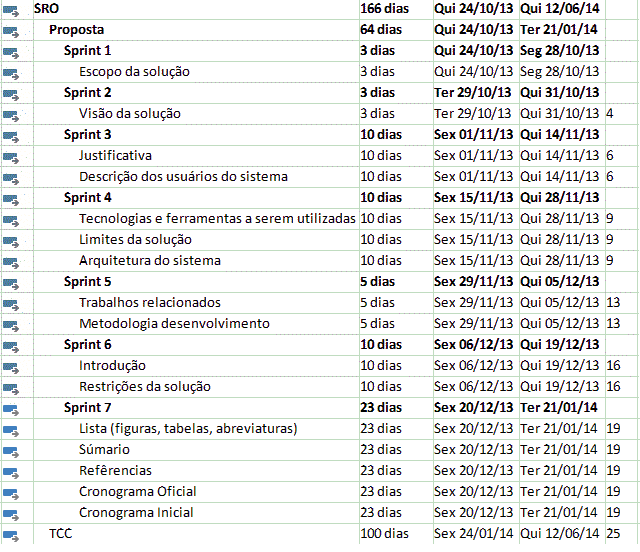 SRO 166 dias Qui 24/10/13 Qui 12/06/14
Proposta 64 dias Qui 24/10/13 Ter 21/01/14
Sprint 1 3 dias Qui 24/10/13 Seg 28/10/13
Escopo da solução 3 dias Qui 24/10/13 Seg 28/10/13
Sprint 2 3 dias Ter 29/10/13 Qui 31/10/13
Visão da solução 3 dias Ter 29/10/13 Qui 31/10/13 4
Sprint 3 10 dias Sex 01/11/13 Qui 14/11/13
Justificativa 10 dias Sex 01/11/13 Qui 14/11/13 6
Descrição dos usuários do sistema 10 dias Sex 01/11/13 Qui 14/11/13 6
Sprint 4 10 dias Sex 15/11/13 Qui 28/11/13
Tecnologias e ferramentas a serem utilizadas 10 dias Sex 15/11/13 Qui 28/11/13 9
Limites da solução 10 dias Sex 15/11/13 Qui 28/11/13 9
Arquitetura do sistema 10 dias Sex 15/11/13 Qui 28/11/13 9
Sprint 5 5 dias Sex 29/11/13 Qui 05/12/13
Trabalhos relacionados 5 dias Sex 29/11/13 Qui 05/12/13 13
Metodologia desenvolvimento 5 dias Sex 29/11/13 Qui 05/12/13 13
Sprint 6 10 dias Sex 06/12/13 Qui 19/12/13
Introdução 10 dias Sex 06/12/13 Qui 19/12/13 16
Restrições da solução 10 dias Sex 06/12/13 Qui 19/12/13 16
Sprint 7 23 dias Sex 20/12/13 Ter 21/01/14
Lista (figuras, tabelas, abreviaturas) 23 dias Sex 20/12/13 Ter 21/01/14 19
Súmario 23 dias Sex 20/12/13 Ter 21/01/14 19
Refêrencias 23 dias Sex 20/12/13 Ter 21/01/14 19
Cronograma Oficial 23 dias Sex 20/12/13 Ter 21/01/14 19
Cronograma Inicial 23 dias Sex 20/12/13 Ter 21/01/14 19
TCC 100 dias Sex 24/01/14 Qui 12/06/14 25